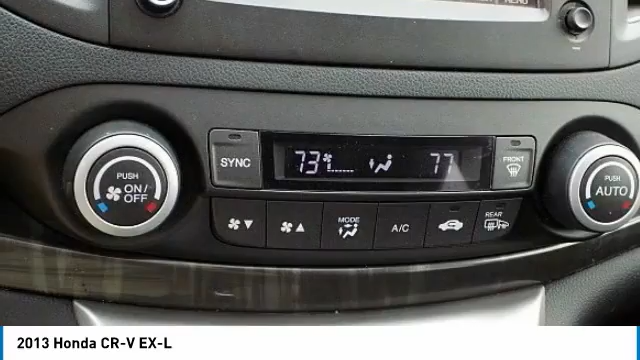 PUSH
ON/
OFF
SYNC
73
77
FRONT
PUSH
AUTO
MODE
A/C
REAR
2013 Honda CR-V EX-L